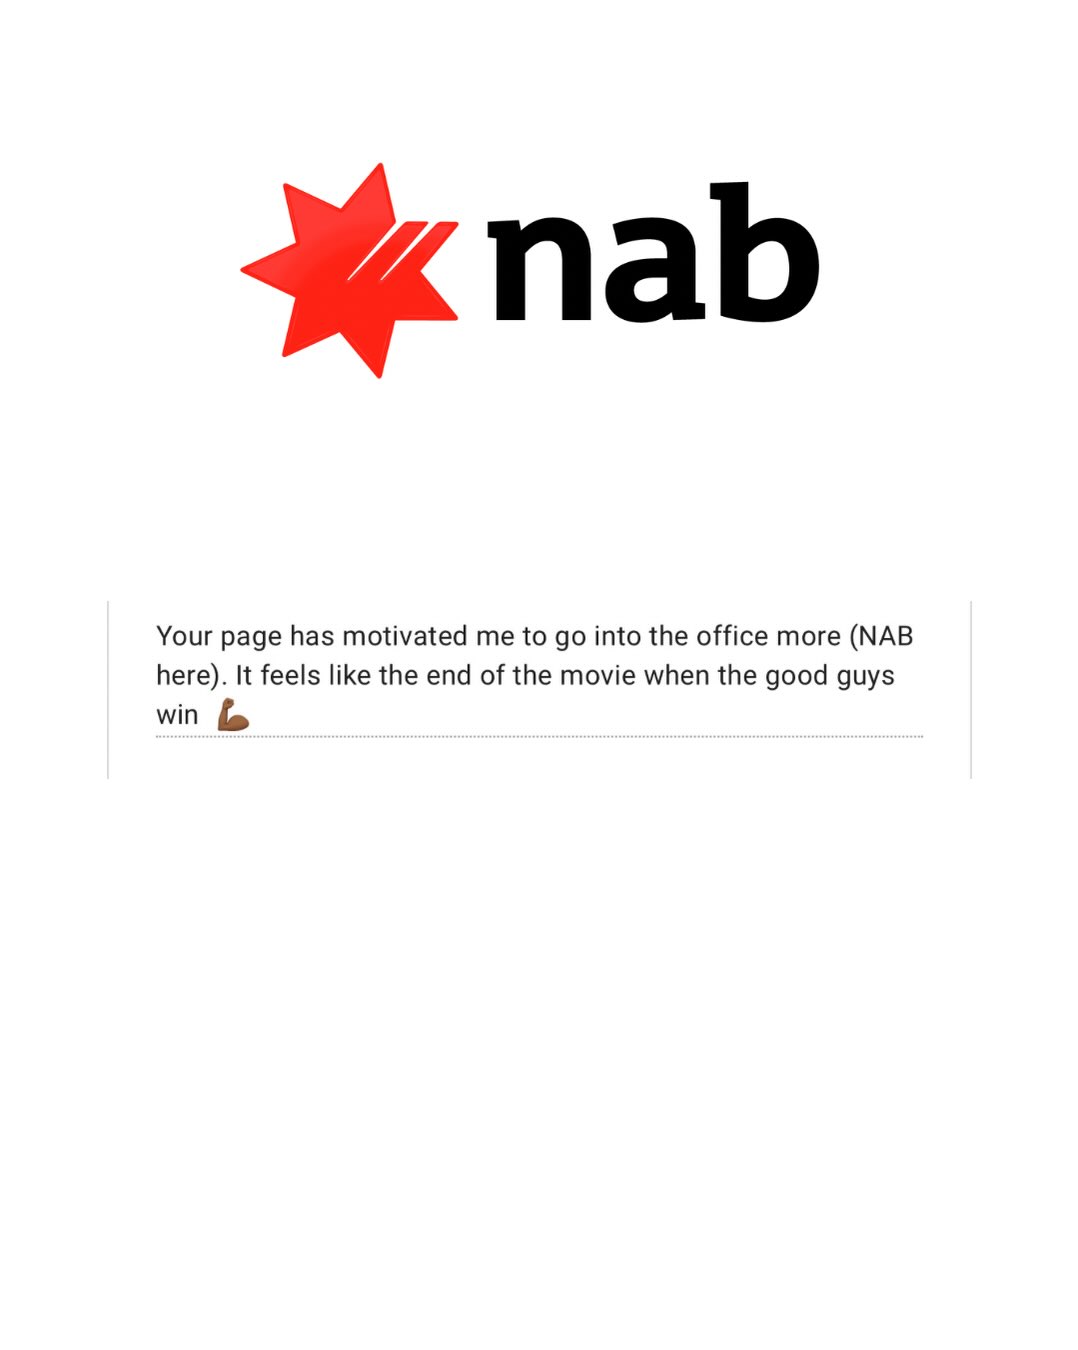 nab
Your page has motivated me to go into the office more (NAB
here). It feels like the end of the movie when the good guys
win 💪🏾